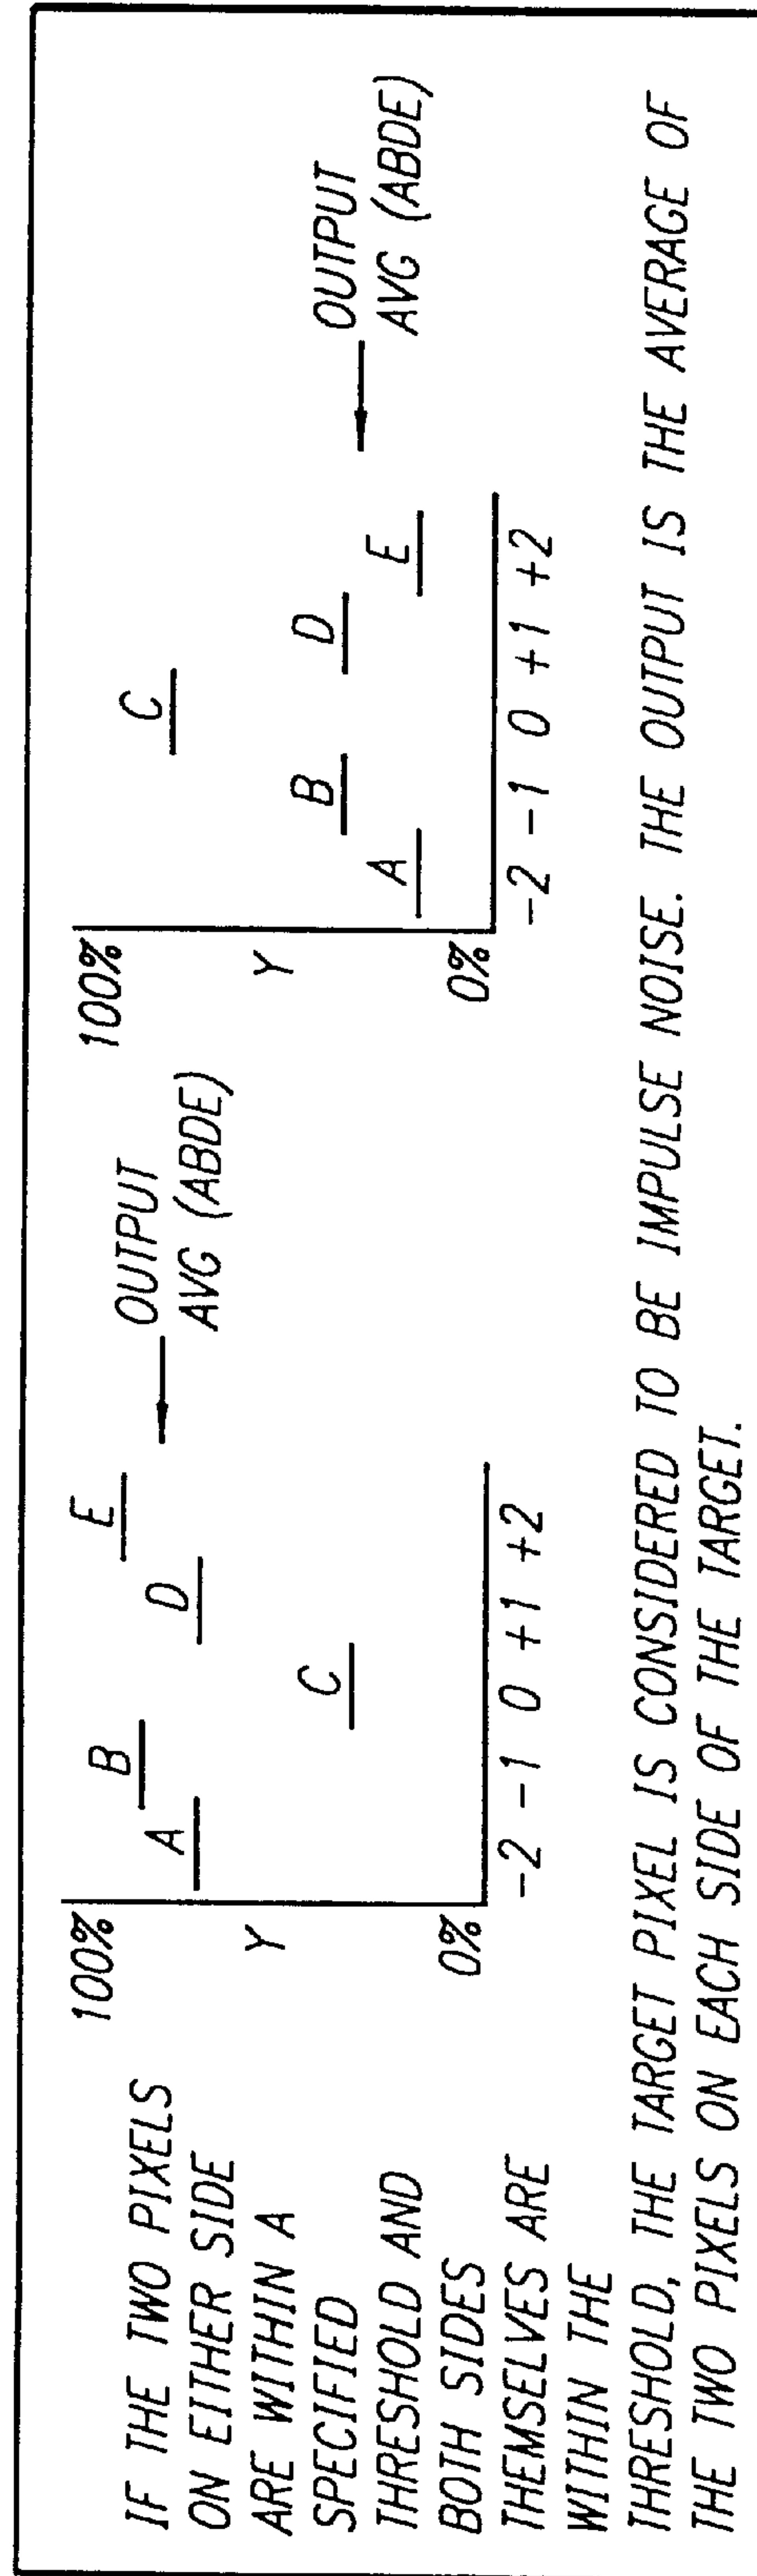 IF THE TWO PIXELS
ON EITHER SIDE
ARE WITHIN A
SPECIFIED
THRESHOLD AND
BOTH SIDES
THEMSELVES ARE
WITHIN THE
THRESHOLD, THE TARGET PIXEL IS CONSIDERED TO BE IMPULSE NOISE. THE OUTPUT IS THE AVERAGE OF
THE TWO PIXELS ON EACH SIDE OF THE TARGET.
100%
Y
0%
A
B
C
D
E
-2 -1 0 +1 +2
OUTPUT
AVG (ABDE)
100%
Y
0%
A
B
C
D
E
-2 -1 0 +1 +2
OUTPUT
AVG (ABDE)